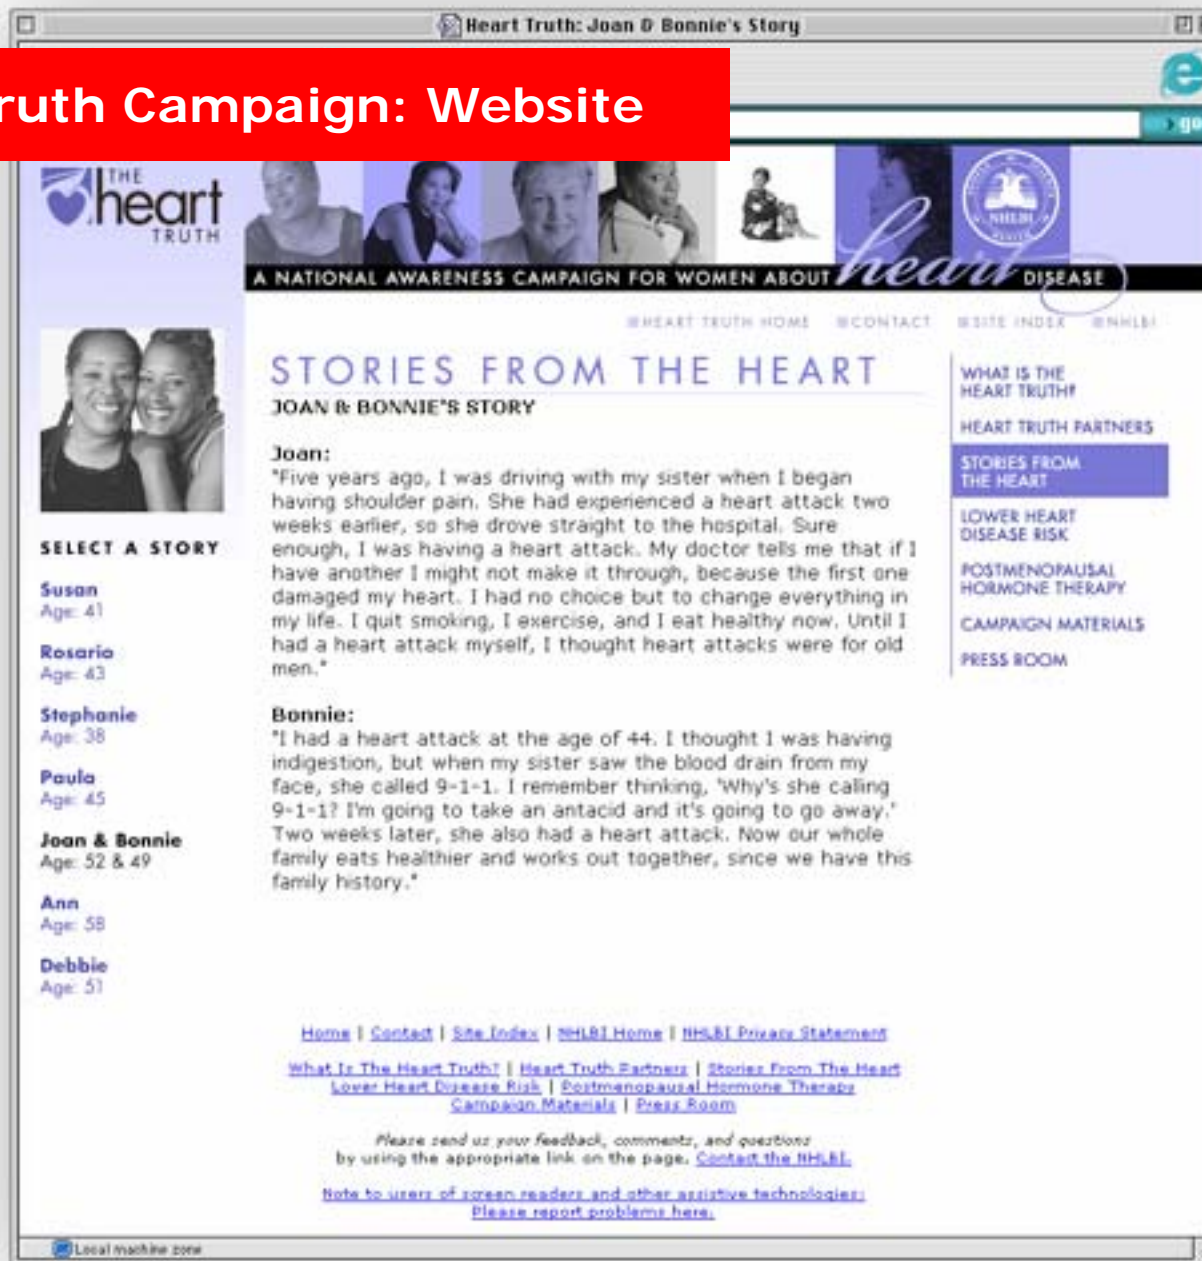 Heart Truth: Joan & Bonnie's Story
ruth Campaign: Website
go
THE
heart
TRUTH
NHLBI
A NATIONAL AWARENESS CAMPAIGN FOR WOMEN ABOUT heart DISEASE
HEART TRUTH HOME CONTACT SITE INDEX NHLBI
STORIES FROM THE HEART
JOAN & BONNIE'S STORY
Joan:
"Five years ago, I was driving with my sister when I began
having shoulder pain. She had experienced a heart attack two
weeks earlier, so she drove straight to the hospital. Sure
enough, I was having a heart attack. My doctor tells me that if I
have another I might not make it through, because the first one
damaged my heart. I had no choice but to change everything in
my life. I quit smoking, I exercise, and I eat healthy now. Until I
had a heart attack myself, I thought heart attacks were for old
men."
Bonnie:
"I had a heart attack at the age of 44. I thought I was having
indigestion, but when my sister saw the blood drain from my
face, she called 9-1-1. I remember thinking, 'Why's she calling
9-1-1? I'm going to take an antacid and it's going to go away.'
Two weeks later, she also had a heart attack. Now our whole
family eats healthier and works out together, since we have this
family history."
SELECT A STORY
Susan
Age: 41
Rosario
Age: 43
Stephanie
Age: 38
Paula
Age: 45
Joan & Bonnie
Age: 52 & 49
Ann
Age: 58
Debbie
Age: 51
WHAT IS THE
HEART TRUTH?
HEART TRUTH PARTNERS
STORIES FROM
THE HEART
LOWER HEART
DISEASE RISK
POSTMENOPAUSAL
HORMONE THERAPY
CAMPAIGN MATERIALS
PRESS ROOM
Home | Contact | Site Index | NHLBI Home | NHLBI Privacy Statement
What Is The Heart Truth? | Heart Truth Partners | Stories From The Heart
Lower Heart Disease Risk | Postmenopausal Hormone Therapy
Campaign Materials | Press Room
Please send us your feedback, comments, and questions
by using the appropriate link on the page. Contact the NHLBI.
Note to users of screen readers and other assistive technologies:
Please report problems here.
Local machine zone